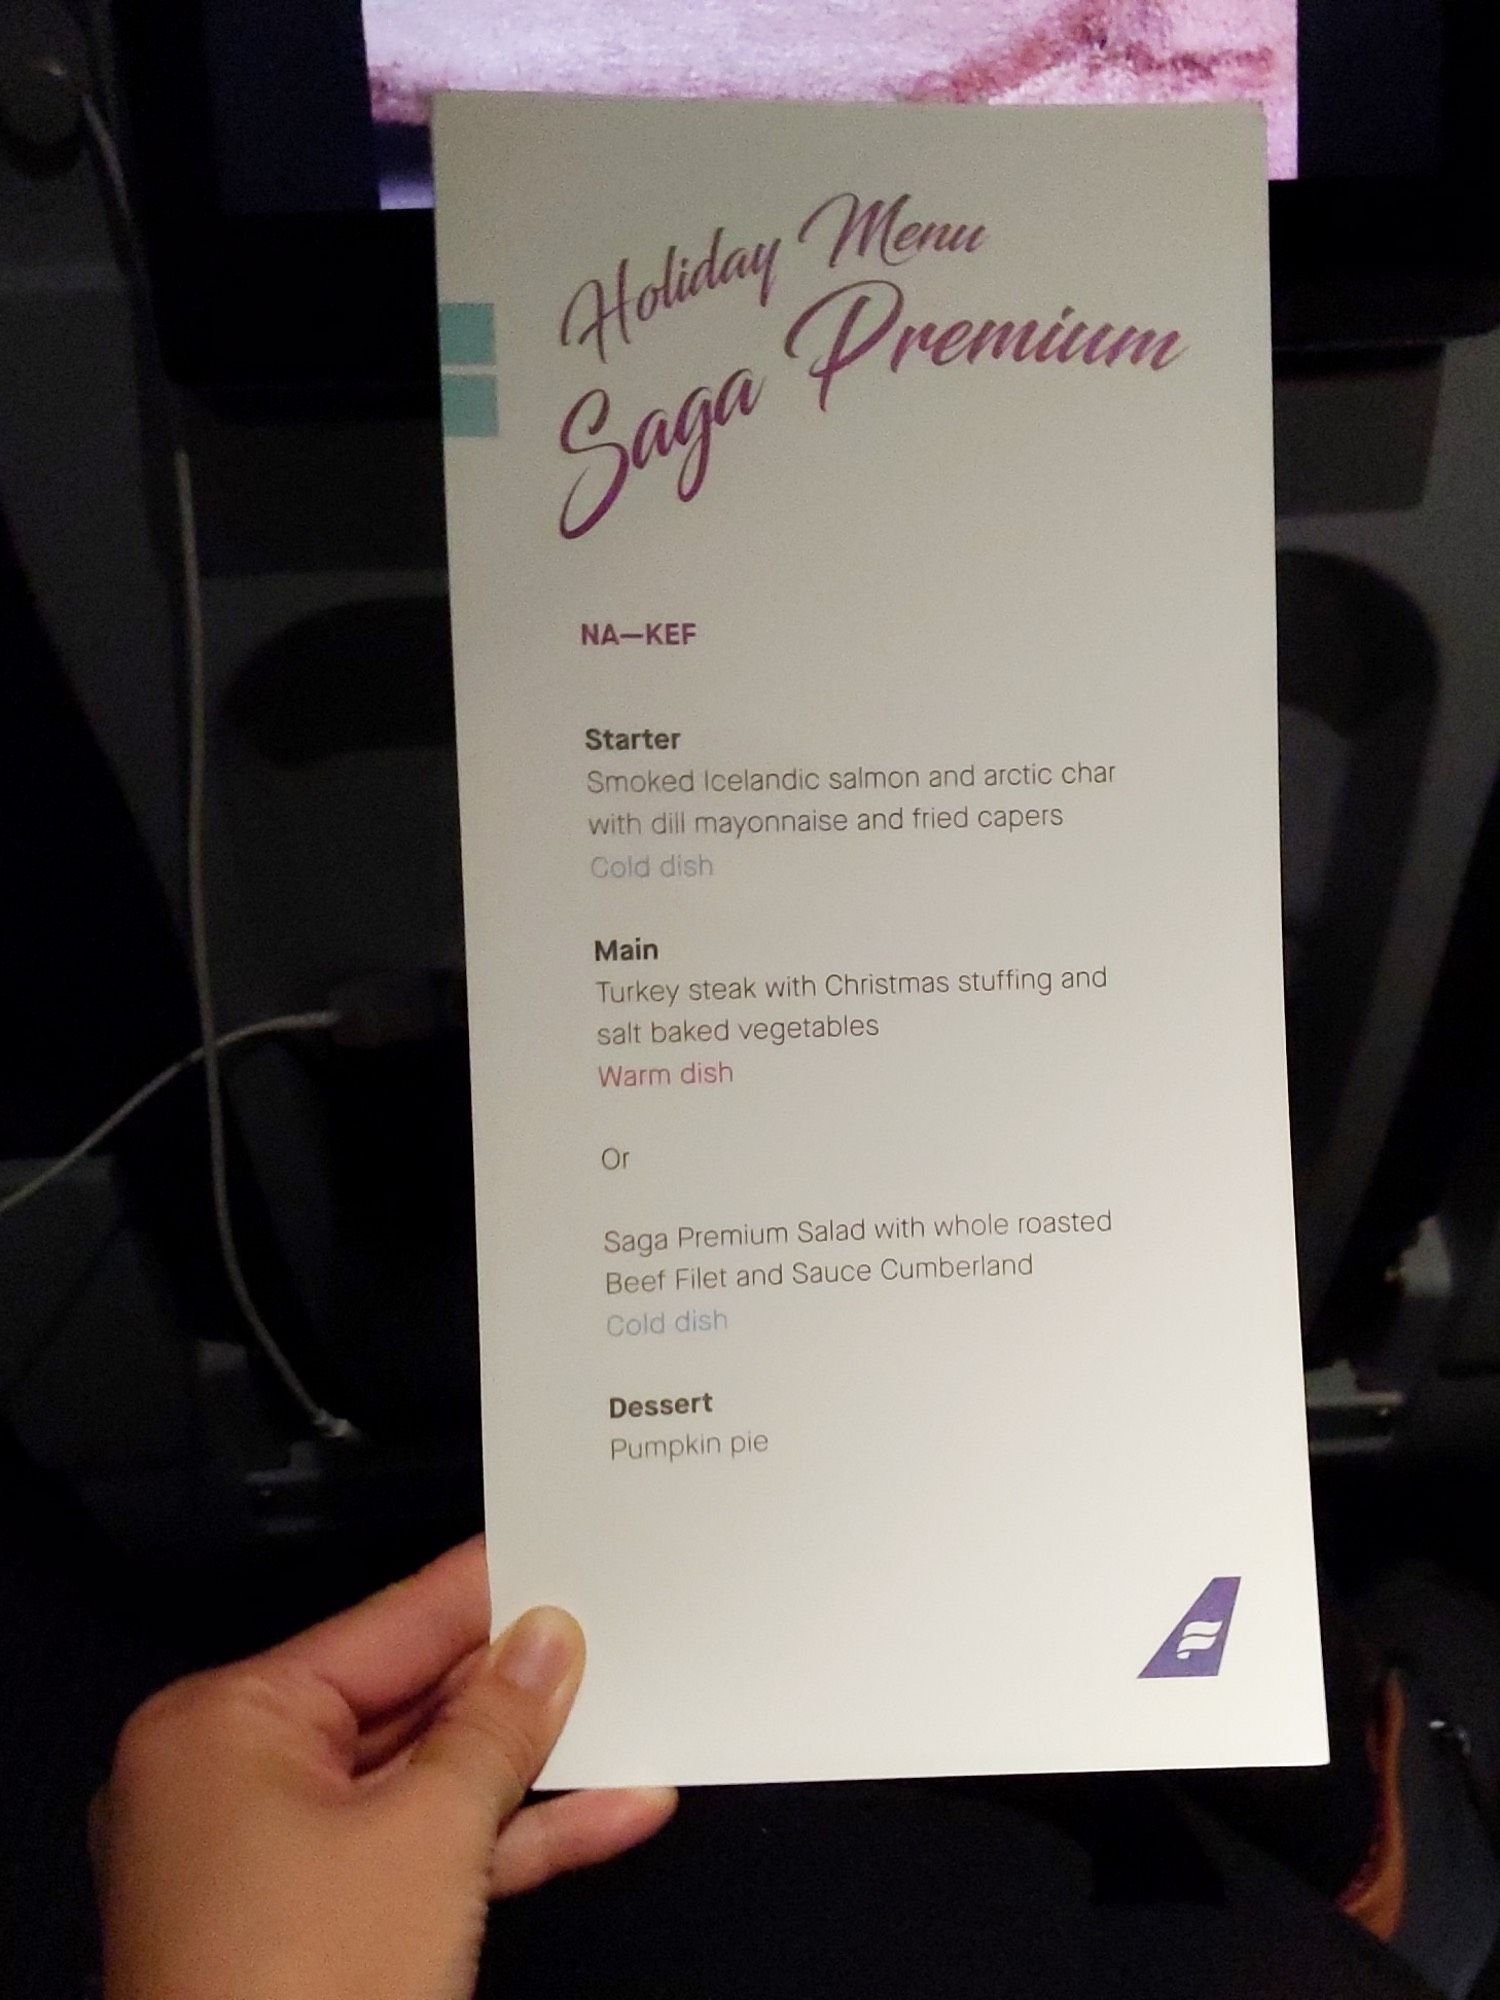 Holiday Menu
Saga Premium
NA—KEF
Starter
Smoked Icelandic salmon and arctic char
with dill mayonnaise and fried capers
Cold dish
Main
Turkey steak with Christmas stuffing and
salt baked vegetables
Warm dish
Or
Saga Premium Salad with whole roasted
Beef Filet and Sauce Cumberland
Cold dish
Dessert
Pumpkin pie